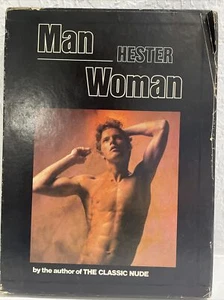 Man
HESTER
Woman
by the author of THE CLASSIC NUDE